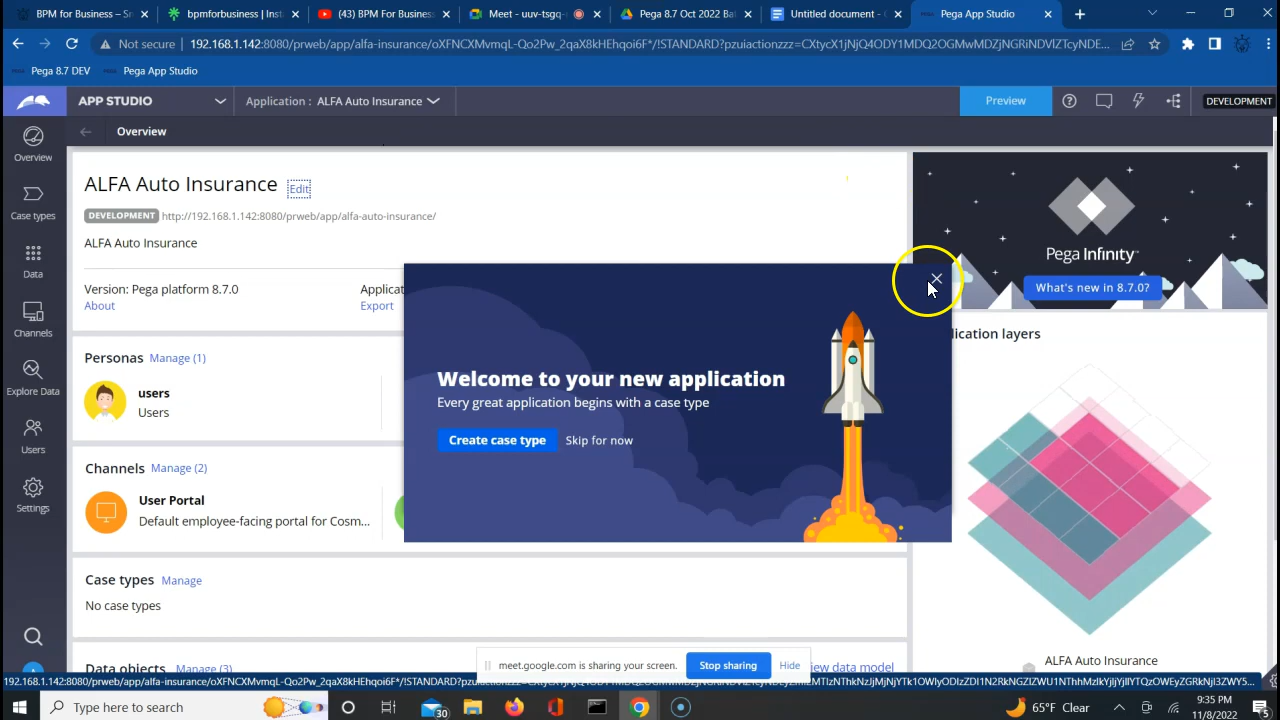 BPM for Business – Sr
bpmforbusiness | Inst
(43) BPM For Business
Meet - uuv-tsgq-
Pega 8.7 Oct 2022 Bat
Untitled document - G
Pega App Studio
Not secure
192.168.1.142:8080/prweb/app/alfa-insurance/
Pega 8.7 DEV
Pega App Studio
APP STUDIO
Application : ALFA Auto Insurance
Preview
DEVELOPMENT
Overview
Overview
Case types
Data
Channels
Explore Data
Users
Settings
ALFA Auto Insurance
Edit
DEVELOPMENT http://192.168.1.142:8080/prweb/app/alfa-auto-insurance/
ALFA Auto Insurance
Version: Pega platform 8.7.0
About
Applicat
Export
Personas Manage (1)
users
Users
Channels Manage (2)
User Portal
Default employee-facing portal for Cosm...
Case types Manage
No case types
Data objects Manage (3)
iew data model
Welcome to your new application
Every great application begins with a case type
Create case type
Skip for now
Pega Infinity™
What's new in 8.7.0?
lication layers
ALFA Auto Insurance
meet.google.com is sharing your screen.
Stop sharing
Hide
Type here to search
30
65°F Clear
9:35 PM
11/8/2022
5